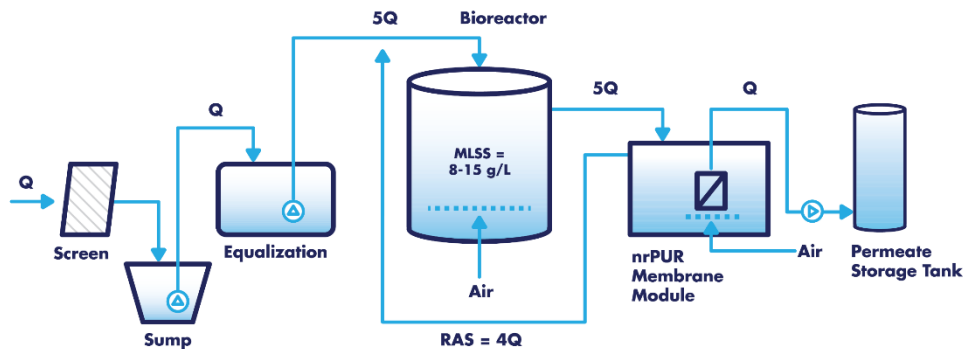 5Q
Bioreactor
Q
5Q
Q
Q
MLSS =
8-15 g/L
Screen
Equalization
Sump
Air
RAS = 4Q
nrPUR
Membrane
Module
Air
Permeate
Storage Tank